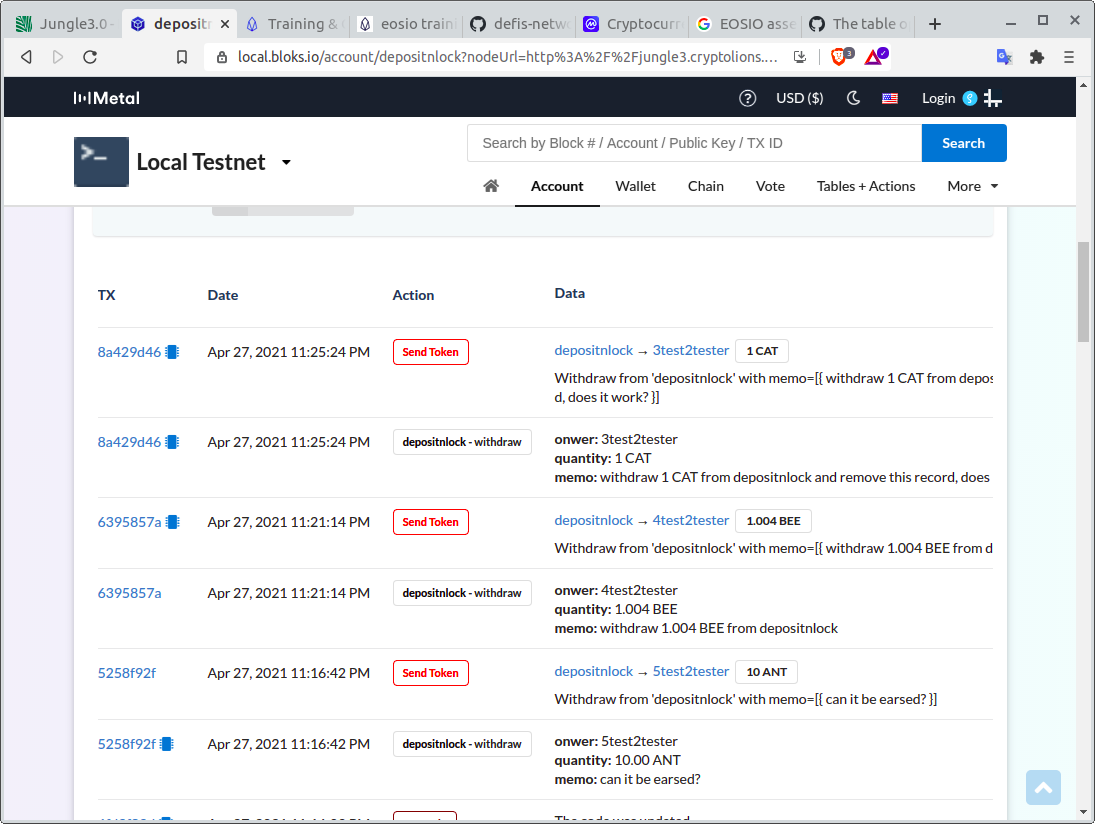 Jungle3.0 -
depositn
Training & 
eosio train
defis-netw
Cryptocurr
EOSIO asse
The table o
local.bloks.io/account/depositnlock?nodeUrl=http%3A%2F%2Fjungle3.cryptolions....
3
Metal
USD ($)
Login
Local Testnet
Search by Block # / Account / Public Key / TX ID
Search
Account
Wallet
Chain
Vote
Tables + Actions
More
TX Date Action Data
8a429d46 Apr 27, 2021 11:25:24 PM Send Token depositnlock → 3test2tester 1 CAT
Withdraw from 'depositnlock' with memo=[{ withdraw 1 CAT from depos
d, does it work? }]
8a429d46 Apr 27, 2021 11:25:24 PM depositnlock - withdraw onwer: 3test2tester
quantity: 1 CAT
memo: withdraw 1 CAT from depositnlock and remove this record, does
6395857a Apr 27, 2021 11:21:14 PM Send Token depositnlock → 4test2tester 1.004 BEE
Withdraw from 'depositnlock' with memo=[{ withdraw 1.004 BEE from d
6395857a Apr 27, 2021 11:21:14 PM depositnlock - withdraw onwer: 4test2tester
quantity: 1.004 BEE
memo: withdraw 1.004 BEE from depositnlock
5258f92f Apr 27, 2021 11:16:42 PM Send Token depositnlock → 5test2tester 10 ANT
Withdraw from 'depositnlock' with memo=[{ can it be earsed? }]
5258f92f Apr 27, 2021 11:16:42 PM depositnlock - withdraw onwer: 5test2tester
quantity: 10.00 ANT
memo: can it be earsed?
The code was updated